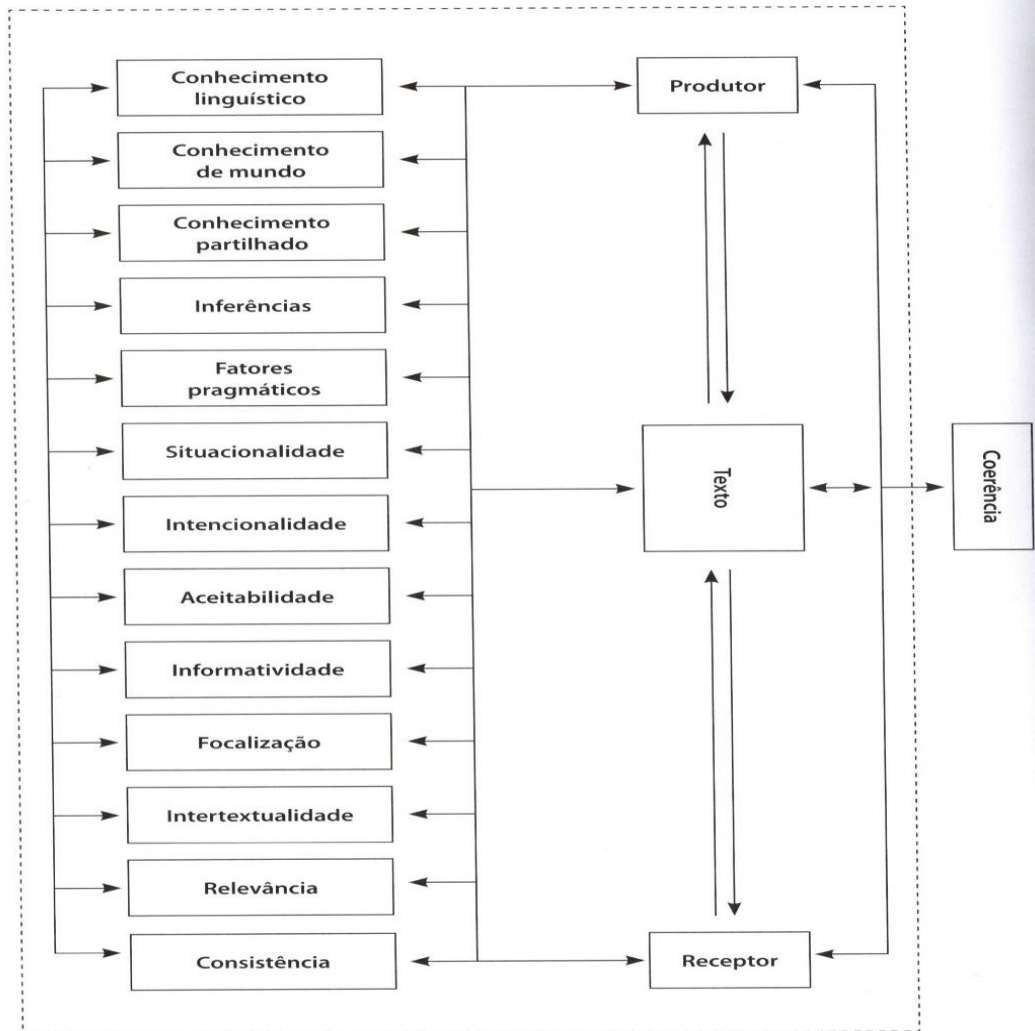 Conhecimento
linguístico
Conhecimento
de mundo
Conhecimento
partilhado
Inferências
Fatores
pragmáticos
Situacionalidade
Intencionalidade
Aceitabilidade
Informatividade
Focalização
Intertextualidade
Relevância
Consistência
Produtor
Texto
Receptor
Coerência